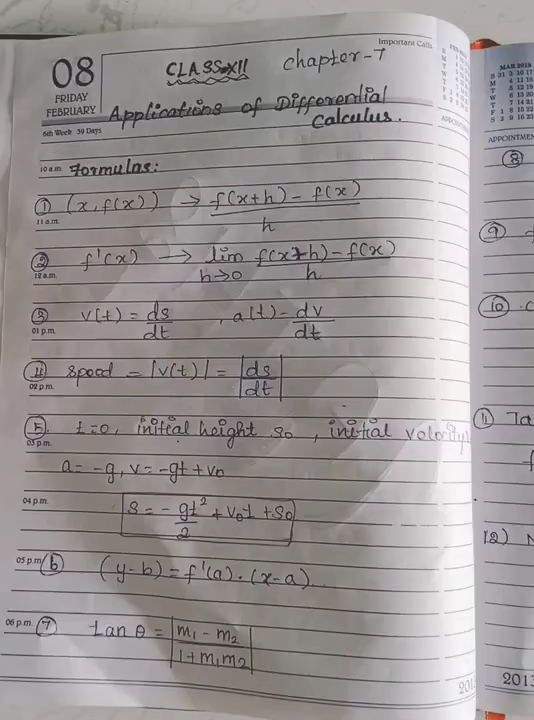 Important Calls
08
FRIDAY
FEBRUARY
6th Week 39 Days
CLASS-XII chapter-7
Applications of Differential
Calculus.
10 a.m. Formulas:
① (x, f(x)) → f(x+h) - f(x) / h
11 a.m.
② f'(x) → lim h→0 f(x+h) - f(x) / h
12 a.m.
③ v(t) = ds/dt , a(t) = dv/dt
01 p.m.
④ speed = |v(t)| = |ds/dt|
02 p.m.
⑤ t=0, initial height s0, initial velocity
03 p.m.
a = -g, v = -gt + v0
04 p.m.
s = -gt²/2 + v0t + s0
05 p.m. ⑥ (y-b) = f'(a).(x-a).
06 p.m. ⑦ tan θ = |m1 - m2 / 1 + m1m2|
MAR 2013
APPOINTMEN
⑧
⑨
⑩
⑪ Ta
12)
2013